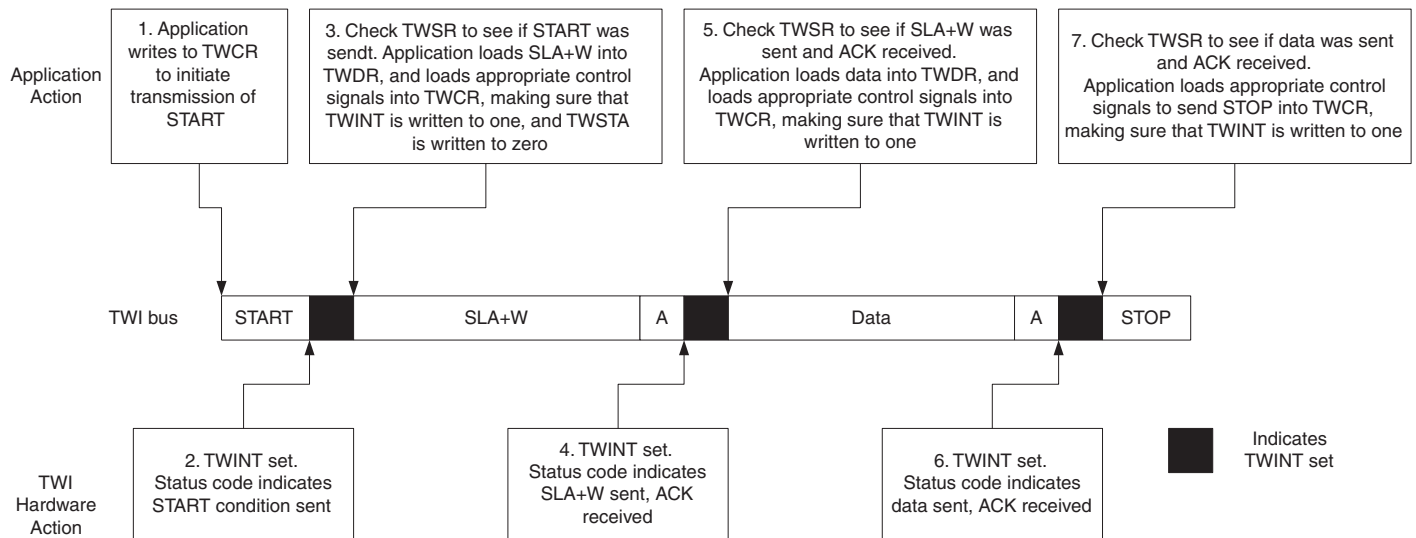 Application
Action
1. Application
writes to TWCR
to initiate
transmission of
START
3. Check TWSR to see if START was
sendt. Application loads SLA+W into
TWDR, and loads appropriate control
signals into TWCR, making sure that
TWINT is written to one, and TWSTA
is written to zero
5. Check TWSR to see if SLA+W was
sent and ACK received.
Application loads data into TWDR, and
loads appropriate control signals into
TWCR, making sure that TWINT is
written to one
7. Check TWSR to see if data was sent
and ACK received.
Application loads appropriate control
signals to send STOP into TWCR,
making sure that TWINT is written to one
TWI bus
START
SLA+W
A
Data
A
STOP
TWI
Hardware
Action
2. TWINT set.
Status code indicates
START condition sent
4. TWINT set.
Status code indicates
SLA+W sent, ACK
received
6. TWINT set.
Status code indicates
data sent, ACK received
Indicates
TWINT set